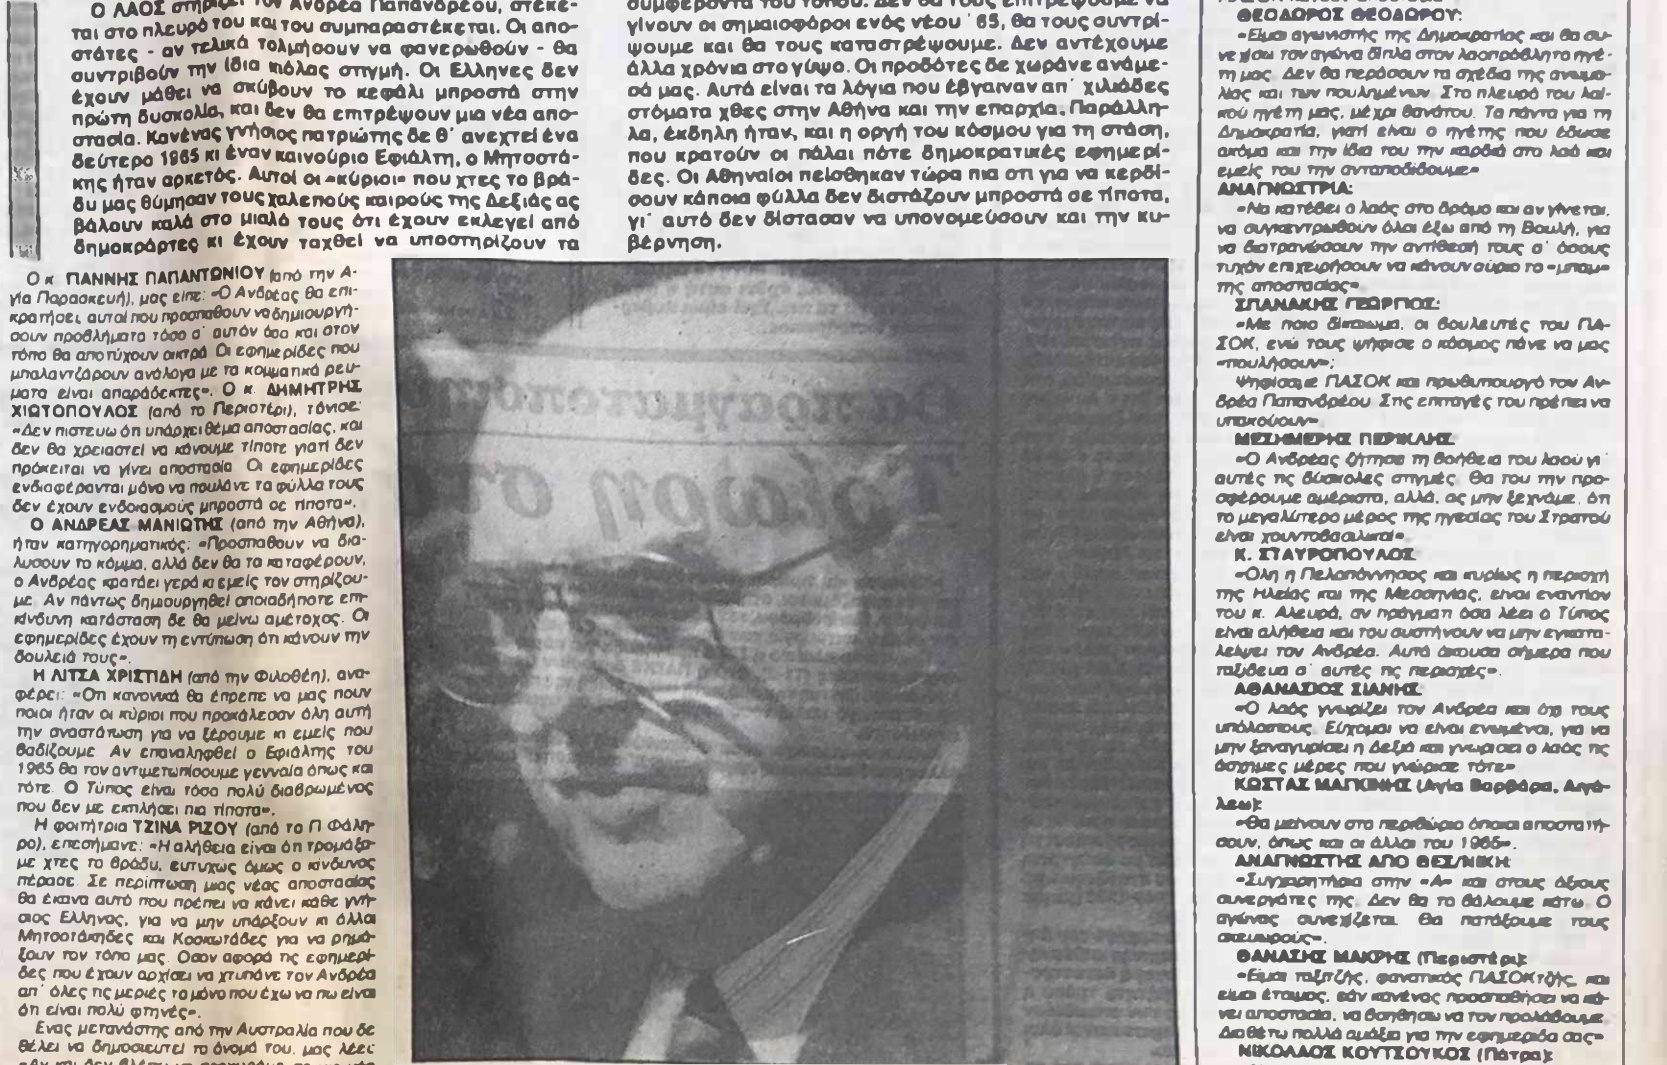 Ο ΛΑΟΣ στηρίζει τον Ανδρέα Παπανδρέου, στέκε-
ται στο πλευρό του και του συμπαραστέκεται. Οι απο-
στάτες - αν τελικά τολμήσουν να φανερωθούν - θα
συντριβούν την ίδια κιόλας στιγμή. Οι Ελληνες δεν
έχουν μάθει να σκύβουν το κεφάλι μπροστά στην
πρώτη δυσκολία, και δεν θα επιτρέψουν μια νέα απο-
στασία. Κανένας γνήσιος πατριώτης δε θ' ανεχτεί ένα
δεύτερο 1965 κι έναν καινούριο Εφιάλτη, ο Μητσοτά-
κης ήταν αρκετός. Αυτοί οι «κύριοι» που χτες το βρά-
δυ μας θύμησαν τους χαλεπούς καιρούς της Δεξιάς ας
βάλουν καλά στο μιαλό τους ότι έχουν εκλεγεί από
δημοκράρτες κι έχουν ταχθεί να υποστηρίζουν τα
συμφέροντα του τόπου. Δεν θα τους επιτρέψουμε να
γίνουν οι σημαιοφόροι ενός νέου '65, θα τους συντρί-
ψουμε και θα τους καταστρέψουμε. Δεν αντέχουμε
άλλα χρόνια στο γύψο. Οι προδότες δε χωράνε ανάμε-
σά μας. Αυτά είναι τα λόγια που έβγαιναν απ' χιλιάδες
στόματα χθες στην Αθήνα και την επαρχία. Παράλλη-
λα, έκδηλη ήταν, και η οργή του κόσμου για τη στάση,
που κρατούν οι πάλαι πότε δημοκρατικές εφημερί-
δες. Οι Αθηναίοι πείσθηκαν τώρα πια οτι για να κερδί-
σουν κάποια φύλλα δεν διστάζουν μπροστά σε τίποτα,
γι' αυτό δεν δίστασαν να υπονομεύσουν και την κυ-
βέρνηση.
Ο κ. ΓΙΑΝΝΗΣ ΠΑΠΑΝΤΩΝΙΟΥ (από την Α-
γία Παρασκευή), μας είπε: «Ο Ανδρέας θα επι-
κρατήσει, αυτοί που προσπαθουν να δημιουργή-
σουν προβλήματα τόσο σ' αυτόν όσο και στον
τόπο θα αποτύχουν οικτρά. Οι εφημερίδες που
μπαλαντζάρουν ανάλογα με τα κομματικά ρευ-
ματα είναι απαράδεκτες». Ο κ. ΔΗΜΗΤΡΗΣ
ΧΙΩΤΟΠΟΥΛΟΣ (από το Περιστέρι), τόνισε:
«Δεν πιστευω ότι υπάρχει θέμα αποστασίας, και
δεν θα χρειαστεί να κάνουμε τίποτε γιατί δεν
πρόκειται να γίνει αποστασία. Οι εφημερίδες
ενδιαφέρονται μόνο να πουλάνε τα φύλλα τους
δεν έχουν ενδοιασμούς μπροστά σε τίποτα».
Ο ΑΝΔΡΕΑΣ ΜΑΝΙΩΤΗΣ (από την Αθήνα),
ήταν κατηγορηματικός: «Προσπαθουν να δια-
λυσουν το κόμμα, αλλά δεν θα τα καταφέρουν,
ο Ανδρέας κρατάει γερά κι εμείς τον στηρίζου-
με. Αν πάντως δημιουργηθεί οποιαδήποτε επι-
κίνδυνη κατάσταση δε θα μείνω αμέτοχος. Οι
εφημερίδες έχουν τη εντύπωση ότι κάνουν την
δουλειά τους».
Η ΛΙΤΣΑ ΧΡΙΣΤΙΔΗ (από την Φιλοθέη), ανα-
φέρει: «Οτι κανονικά θα έπρεπε να μας πουν
ποιοι ήταν οι κύριοι που προκάλεσαν όλη αυτή
την αναστάτωση για να ξέρουμε κι εμείς που
βαδίζουμε. Αν επαναληφθεί ο Εφιάλτης του
1965 θα τον αντιμετωπίσουμε γενναία όπως και
τότε. Ο Τύπος είναι τόσο πολύ διαβρωμένος
που δεν με εκπλήσει πια τίποτα».
Η φοιτήτρια ΤΖΙΝΑ ΡΙΖΟΥ (από το Π. Φάλη-
ρο), επεσήμανε: «Η αλήθεια είναι ότι τρομάξα-
με χτες το βράδυ, ευτυχώς όμως ο κίνδυνος
πέρασε. Σε περίπτωση μιας νέας αποστασίας
θα έκανα αυτό που πρέπει να κάνει κάθε γνή-
σιος Ελληνας, για να μην υπάρξουν κι άλλοι
Μητσοτάκηδες και Κοσκωτάδες για να ρημά-
ξουν τον τόπο μας. Οσον αφορά τις εφημερί-
δες που έχουν αρχίσει να χτυπάνε τον Ανδρέα
απ' όλες τις μεριές το μόνο που έχω να πω είναι
ότι είναι πολύ φτηνές».
Ενας μετανάστης από την Αυστραλία που δε
θέλει να δημοσιευτεί το όνομά του, μας λέει:
ΘΕΟΔΩΡΟΣ ΘΕΟΔΩΡΟΥ:
«Είμαι αγωνιστής της Δημοκρατίας και θα συ-
νεχίσω τον αγώνα δίπλα στον λαοπρόβλητο ηγέ-
τη μας. Δεν θα περάσουν τα σχέδια της ανωμα-
λίας και των πουλημένων. Στο πλευρό του λαϊ-
κού ηγέτη μας, μέχρι θανάτου. Τα πάντα για τη
Δημοκρατία, γιατί είναι ο ηγέτης που έδωσε
ακόμα και την ίδια του την καρδιά στο λαό και
εμείς του την ανταποδίδουμε»
ΑΝΑΓΝΩΣΤΡΙΑ:
«Να κατέβει ο λαός στο δρόμο και αν γίνεται,
να συγκεντρωθούν όλοι έξω από τη Βουλή, για
να διατρανώσουν την αντίθεσή τους σ' όσους
τυχόν επιχειρήσουν να κάνουν αύριο το «μπαμ»
της αποστασίας»
ΣΠΑΝΑΚΗΣ ΓΕΩΡΓΙΟΣ:
«Με ποιο δικαίωμα, οι βουλευτές του ΠΑ-
ΣΟΚ, ενώ τους ψήφισε ο κόσμος πάνε να μας
«πουλήσουν»;
Ψηφίσαμε ΠΑΣΟΚ και πρωθυπουργό τον Αν-
δρέα Παπανδρέου. Στις επιταγές του πρέπει να
υπακούουν».
ΜΕΣΗΜΕΡΗΣ ΠΕΡΙΚΛΗΣ
«Ο Ανδρέας ζήτησε τη βοήθεια του λαού γι'
αυτές τις δύσκολες στιγμές. Θα του την προ-
σφέρουμε αμέριστα, αλλά, ας μην ξεχνάμε, ότι
το μεγαλύτερο μέρος της ηγεσίας του Στρατού
είναι χουντοβασιλικοί».
Κ. ΣΤΑΥΡΟΠΟΥΛΟΣ
«Ολη η Πελοπόννησος και κυρίως η περιοχή
της Ηλείας και της Μεσσηνίας, είναι εναντίον
του κ. Αλευρά, αν πράγματι όσα λέει ο Τύπος
είναι αλήθεια και του συστήνουν να μην εγκατα-
λείψει τον Ανδρέα. Αυτά άκουσα σήμερα που
ταξίδευα σ' αυτές τις περιοχές».
ΑΘΑΝΑΣΙΟΣ ΣΙΑΝΗΣ
«Ο λαός γνωρίζει τον Ανδρέα και όχι τους
υπόλοιπους. Εύχομαι να είναι ενωμένοι, για να
μην ξαναγυρίσει η Δεξιά και γνωρίσει ο λαός τις
άσχημες μέρες που γνώρισε τότε»
ΚΩΣΤΑΣ ΜΑΓΚΙΝΗΣ (Αγία Βαρβάρα, Αιγά-
λεω):
«Θα μείνουν στο περιθώριο όποιοι αποστατή-
σουν, όπως και οι άλλοι του 1965».
ΑΝΑΓΝΩΣΤΗΣ ΑΠΟ ΘΕΣ/ΝΙΚΗ
«Συγχαρητήρια στην «Α» και στους άξιους
συνεργάτες της. Δεν θα το βάλουμε κάτω. Ο
αγώνας συνεχίζεται. Θα πατάξουμε τους
σκευωρούς».
ΘΑΝΑΣΗΣ ΜΑΚΡΗΣ (Περιστέρι):
«Είμαι ταξιτζής, φανατικός ΠΑΣΟΚτζής, και
είμαι έτοιμος, εάν κανένας προσπαθήσει να κά-
νει αποστασία, να βοηθήσω να τον προλάβουμε.
Διαθέτω πολλά αμάξια για την εφημερίδα σας»
ΝΙΚΟΛΑΟΣ ΚΟΥΤΣΟΥΚΟΣ (Πάτρα):